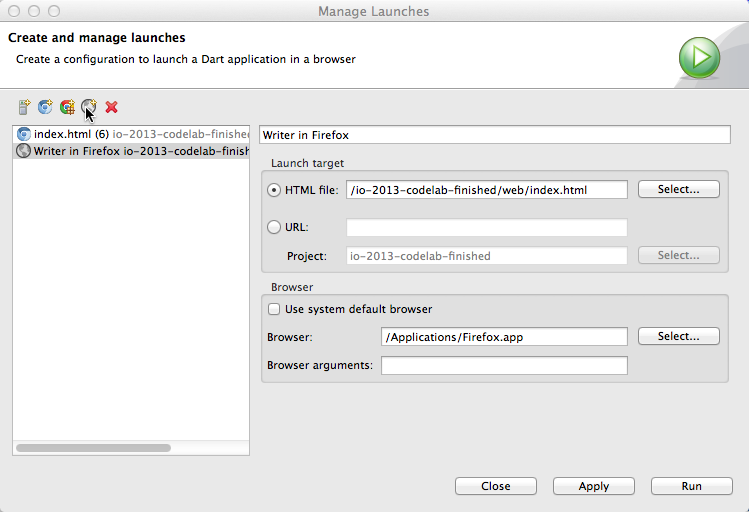 Manage Launches
Create and manage launches
Create a configuration to launch a Dart application in a browser
index.html (6) io-2013-codelab-finished
Writer in Firefox io-2013-codelab-finish
Writer in Firefox
Launch target
HTML file: /io-2013-codelab-finished/web/index.html Select...
URL:
Project: io-2013-codelab-finished Select...
Browser
Use system default browser
Browser: /Applications/Firefox.app Select...
Browser arguments:
Close Apply Run